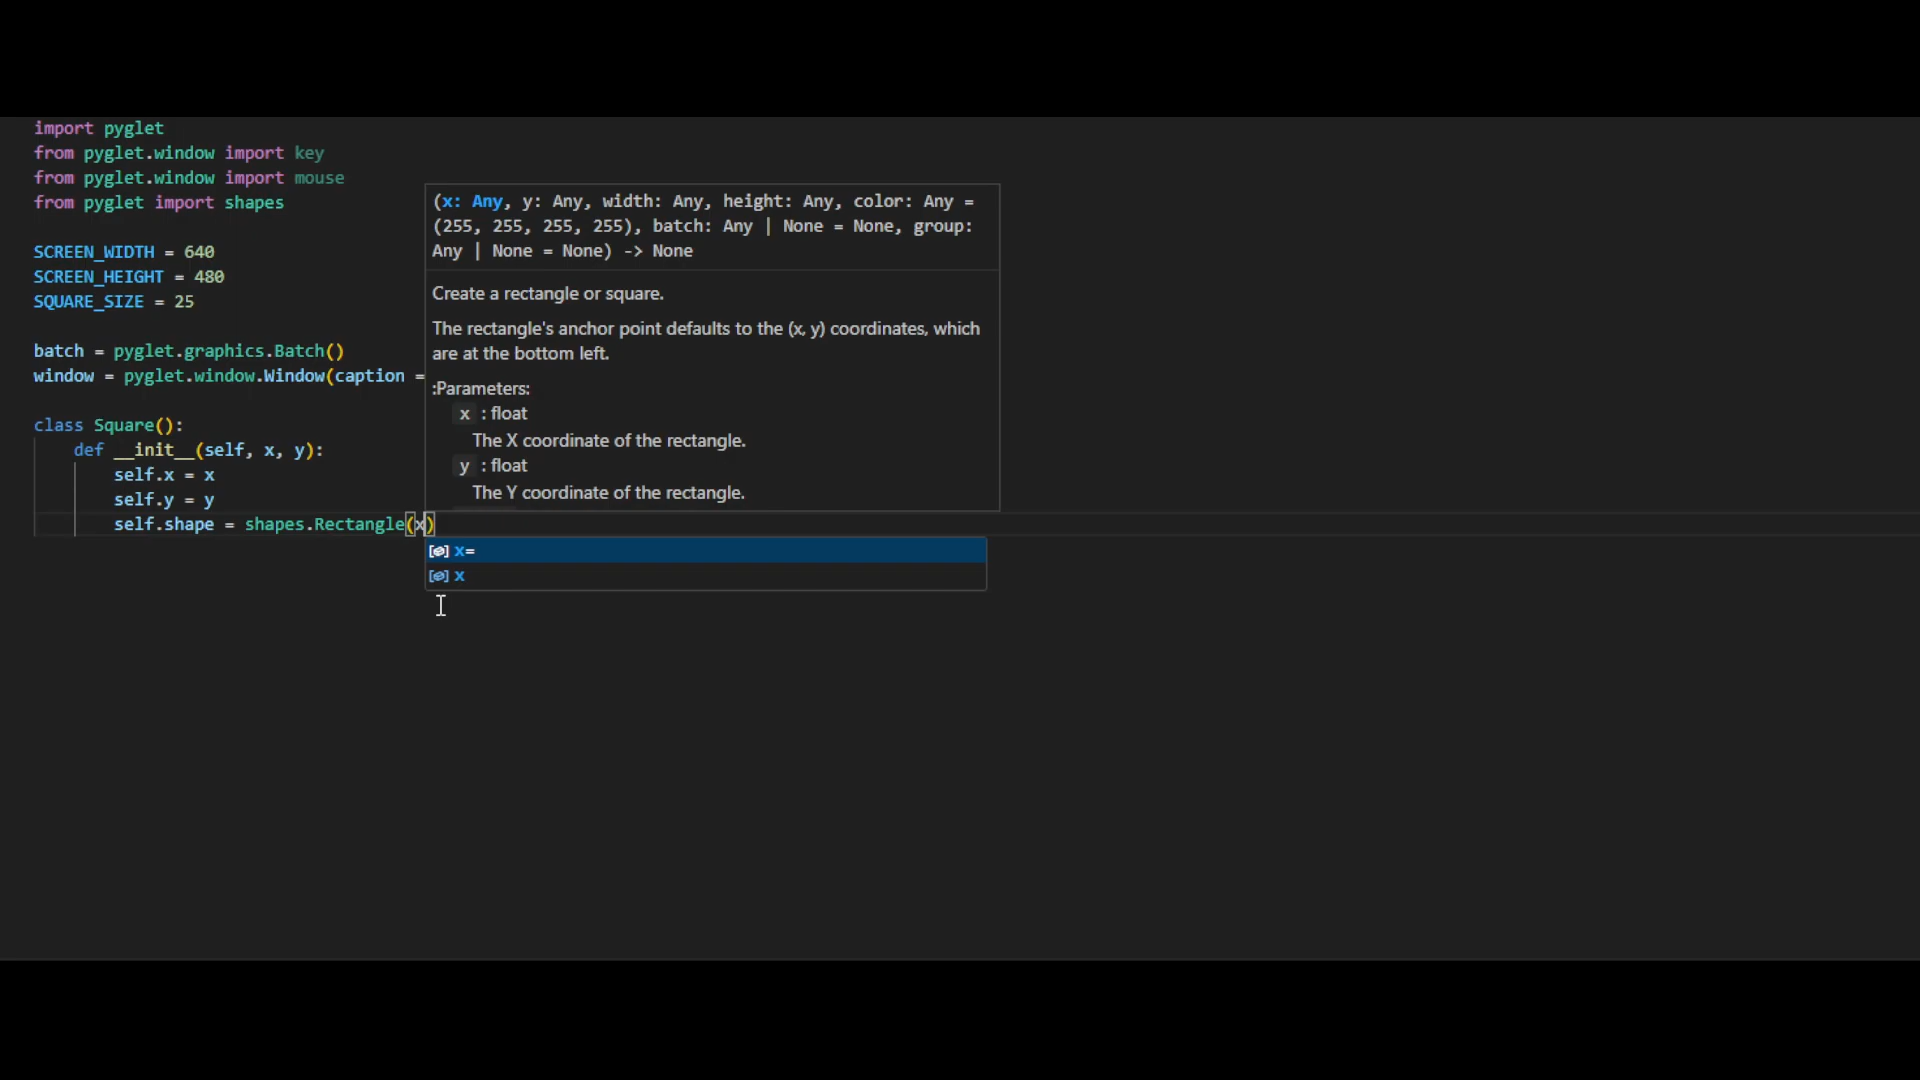 import pyglet
from pyglet.window import key
from pyglet.window import mouse
from pyglet import shapes
SCREEN_WIDTH = 640
SCREEN_HEIGHT = 480
SQUARE_SIZE = 25
batch = pyglet.graphics.Batch()
window = pyglet.window.Window(caption =
class Square():
def __init__(self, x, y):
self.x = x
self.y = y
self.shape = shapes.Rectangle(x)
(x: Any, y: Any, width: Any, height: Any, color: Any =
(255, 255, 255, 255), batch: Any | None = None, group:
Any | None = None) -> None
Create a rectangle or square.
The rectangle's anchor point defaults to the (x, y) coordinates, which
are at the bottom left.
:Parameters:
x : float
The X coordinate of the rectangle.
y : float
The Y coordinate of the rectangle.
x=
x